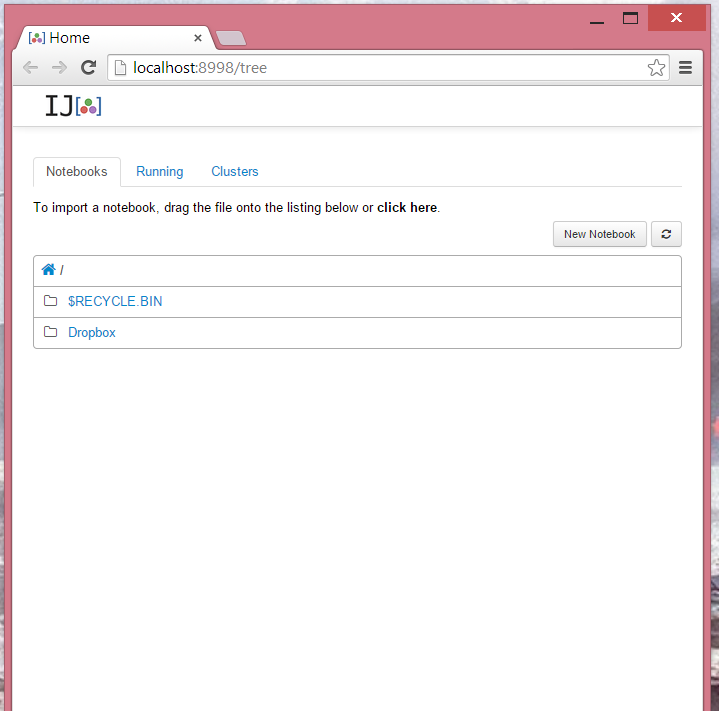 Home
localhost:8998/tree
IJ
Notebooks Running Clusters
To import a notebook, drag the file onto the listing below or click here.
New Notebook
/
$RECYCLE.BIN
Dropbox